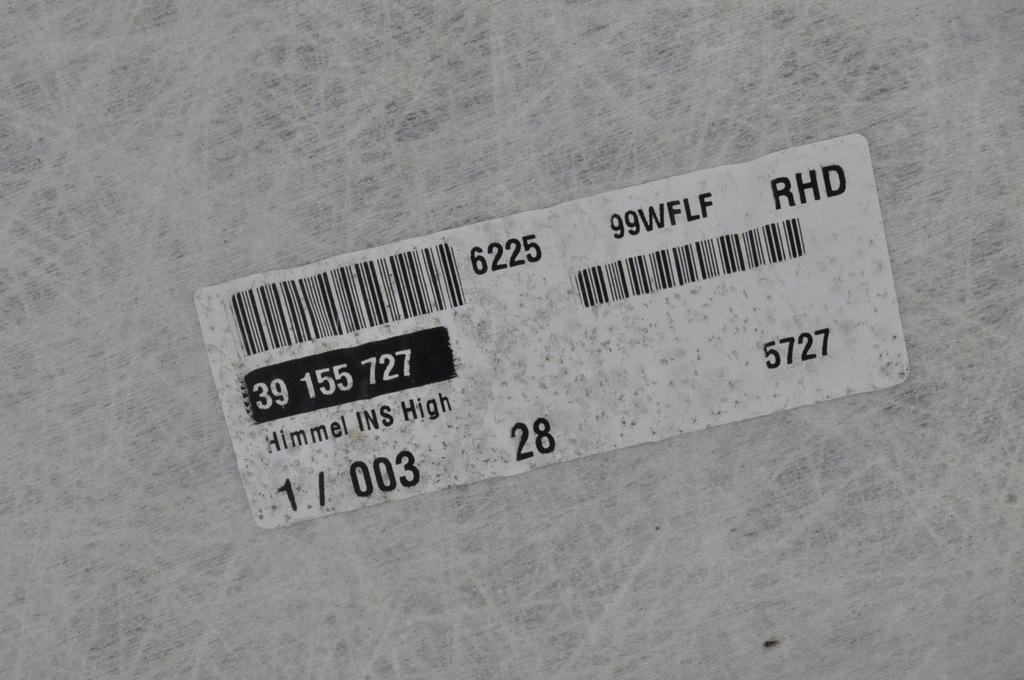 6225 99WFLF RHD
39 155 727 5727
Himmel INS High
1 / 003 28